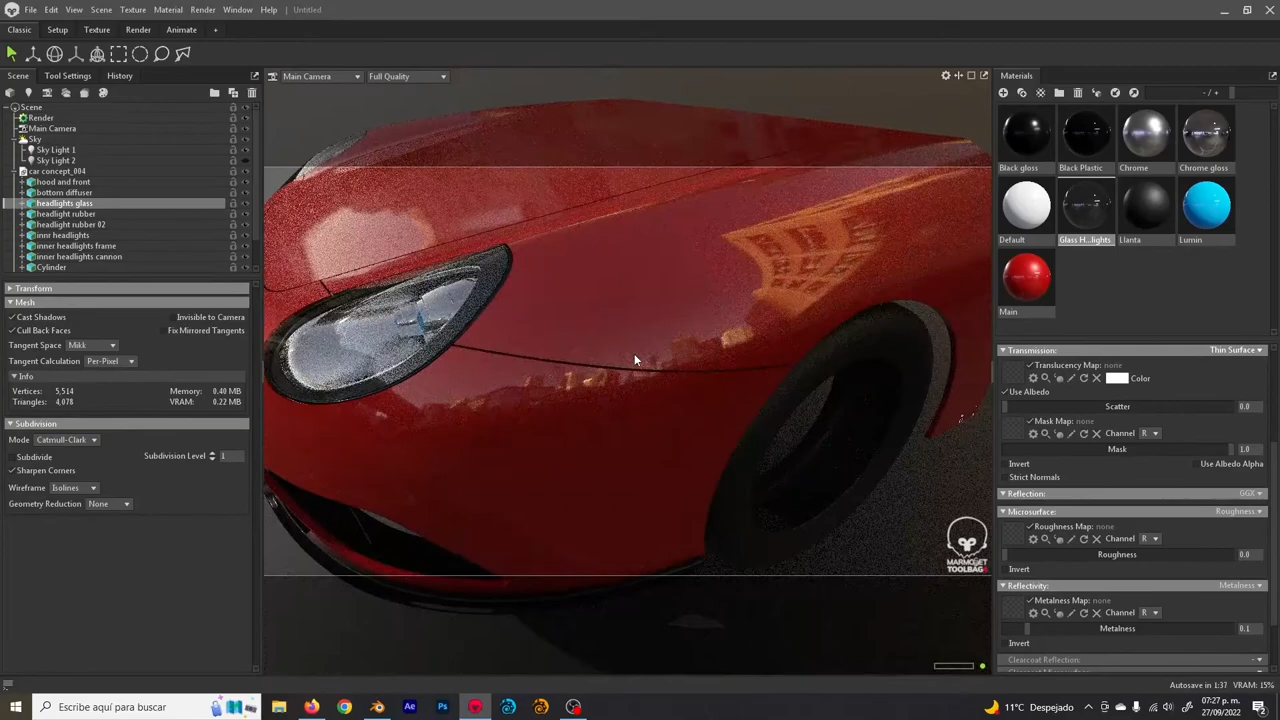 File Edit View Scene Texture Material Render Window Help Untitled
Classic Setup Texture Render Animate +
Scene Tool Settings History
Main Camera Full Quality
Materials
- / +
Scene
Render
Main Camera
Sky
Sky Light 1
Sky Light 2
car concept_004
hood and front
bottom diffuser
headlights glass
headlight rubber
headlight rubber 02
innr headlights
inner headlights frame
inner headlights cannon
Cylinder
Transform
Mesh
Cast Shadows Invisible to Camera
Cull Back Faces Fix Mirrored Tangents
Tangent Space Mikk
Tangent Calculation Per-Pixel
Info
Vertices: 5,514 Memory: 0.40 MB
Triangles: 4,078 VRAM: 0.22 MB
Subdivision
Mode Catmull-Clark
Subdivide Subdivision Level 1
Sharpen Corners
Wireframe Isolines
Geometry Reduction None
MARMOSET
TOOLBAG
Black gloss Black Plastic Chrome Chrome gloss
Default Glass H...lights Llanta Lumin
Main
Transmission: Thin Surface
Translucency Map: none
Color
Use Albedo
Scatter 0.0
Mask Map: none
Channel R
Mask 1.0
Invert Use Albedo Alpha
Strict Normals
Reflection: GGX
Microsurface: Roughness
Roughness Map: none
Channel R
Roughness 0.0
Invert
Reflectivity: Metalness
Metalness Map: none
Channel R
Metalness 0.1
Invert
Clearcoat Reflection: -
Autosave in 1:37 VRAM: 15%
Escribe aquí para buscar
Ae Ps
11°C Despejado
07:27 p. m.
27/09/2022